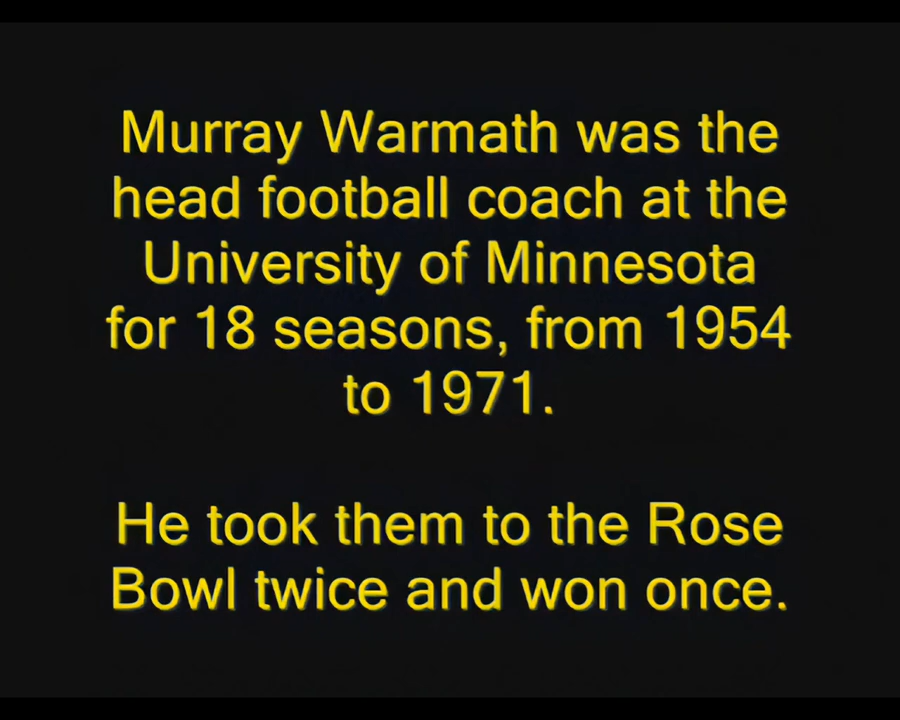 Murray Warmath was the
head football coach at the
University of Minnesota
for 18 seasons, from 1954
to 1971.
He took them to the Rose
Bowl twice and won once.